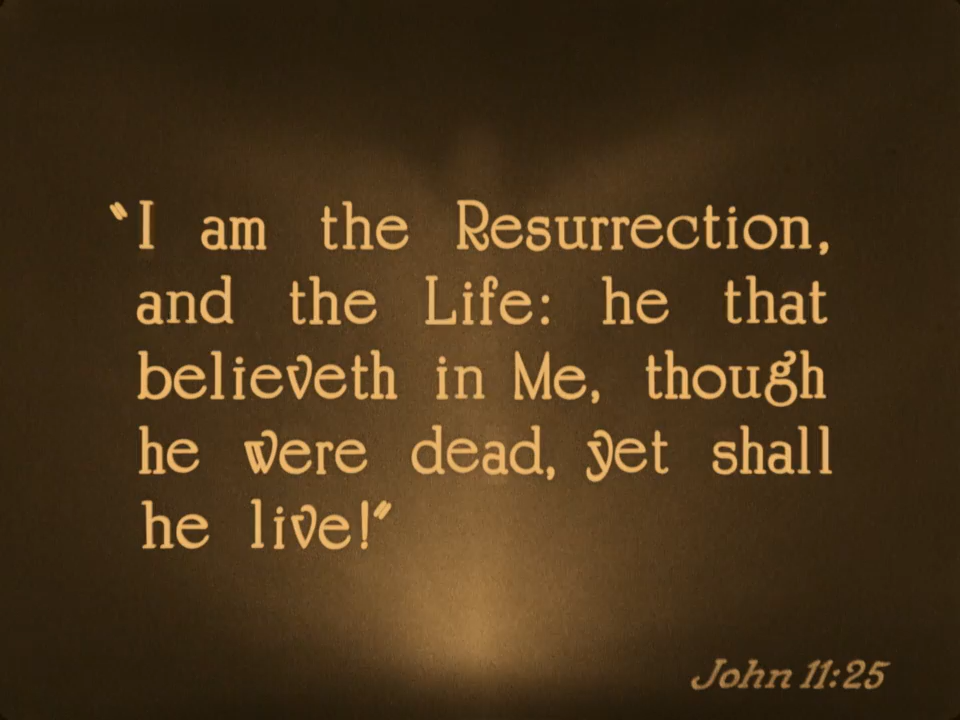 “I am the Resurrection,
and the Life: he that
believeth in Me, though
he were dead, yet shall
he live!”
John 11:25